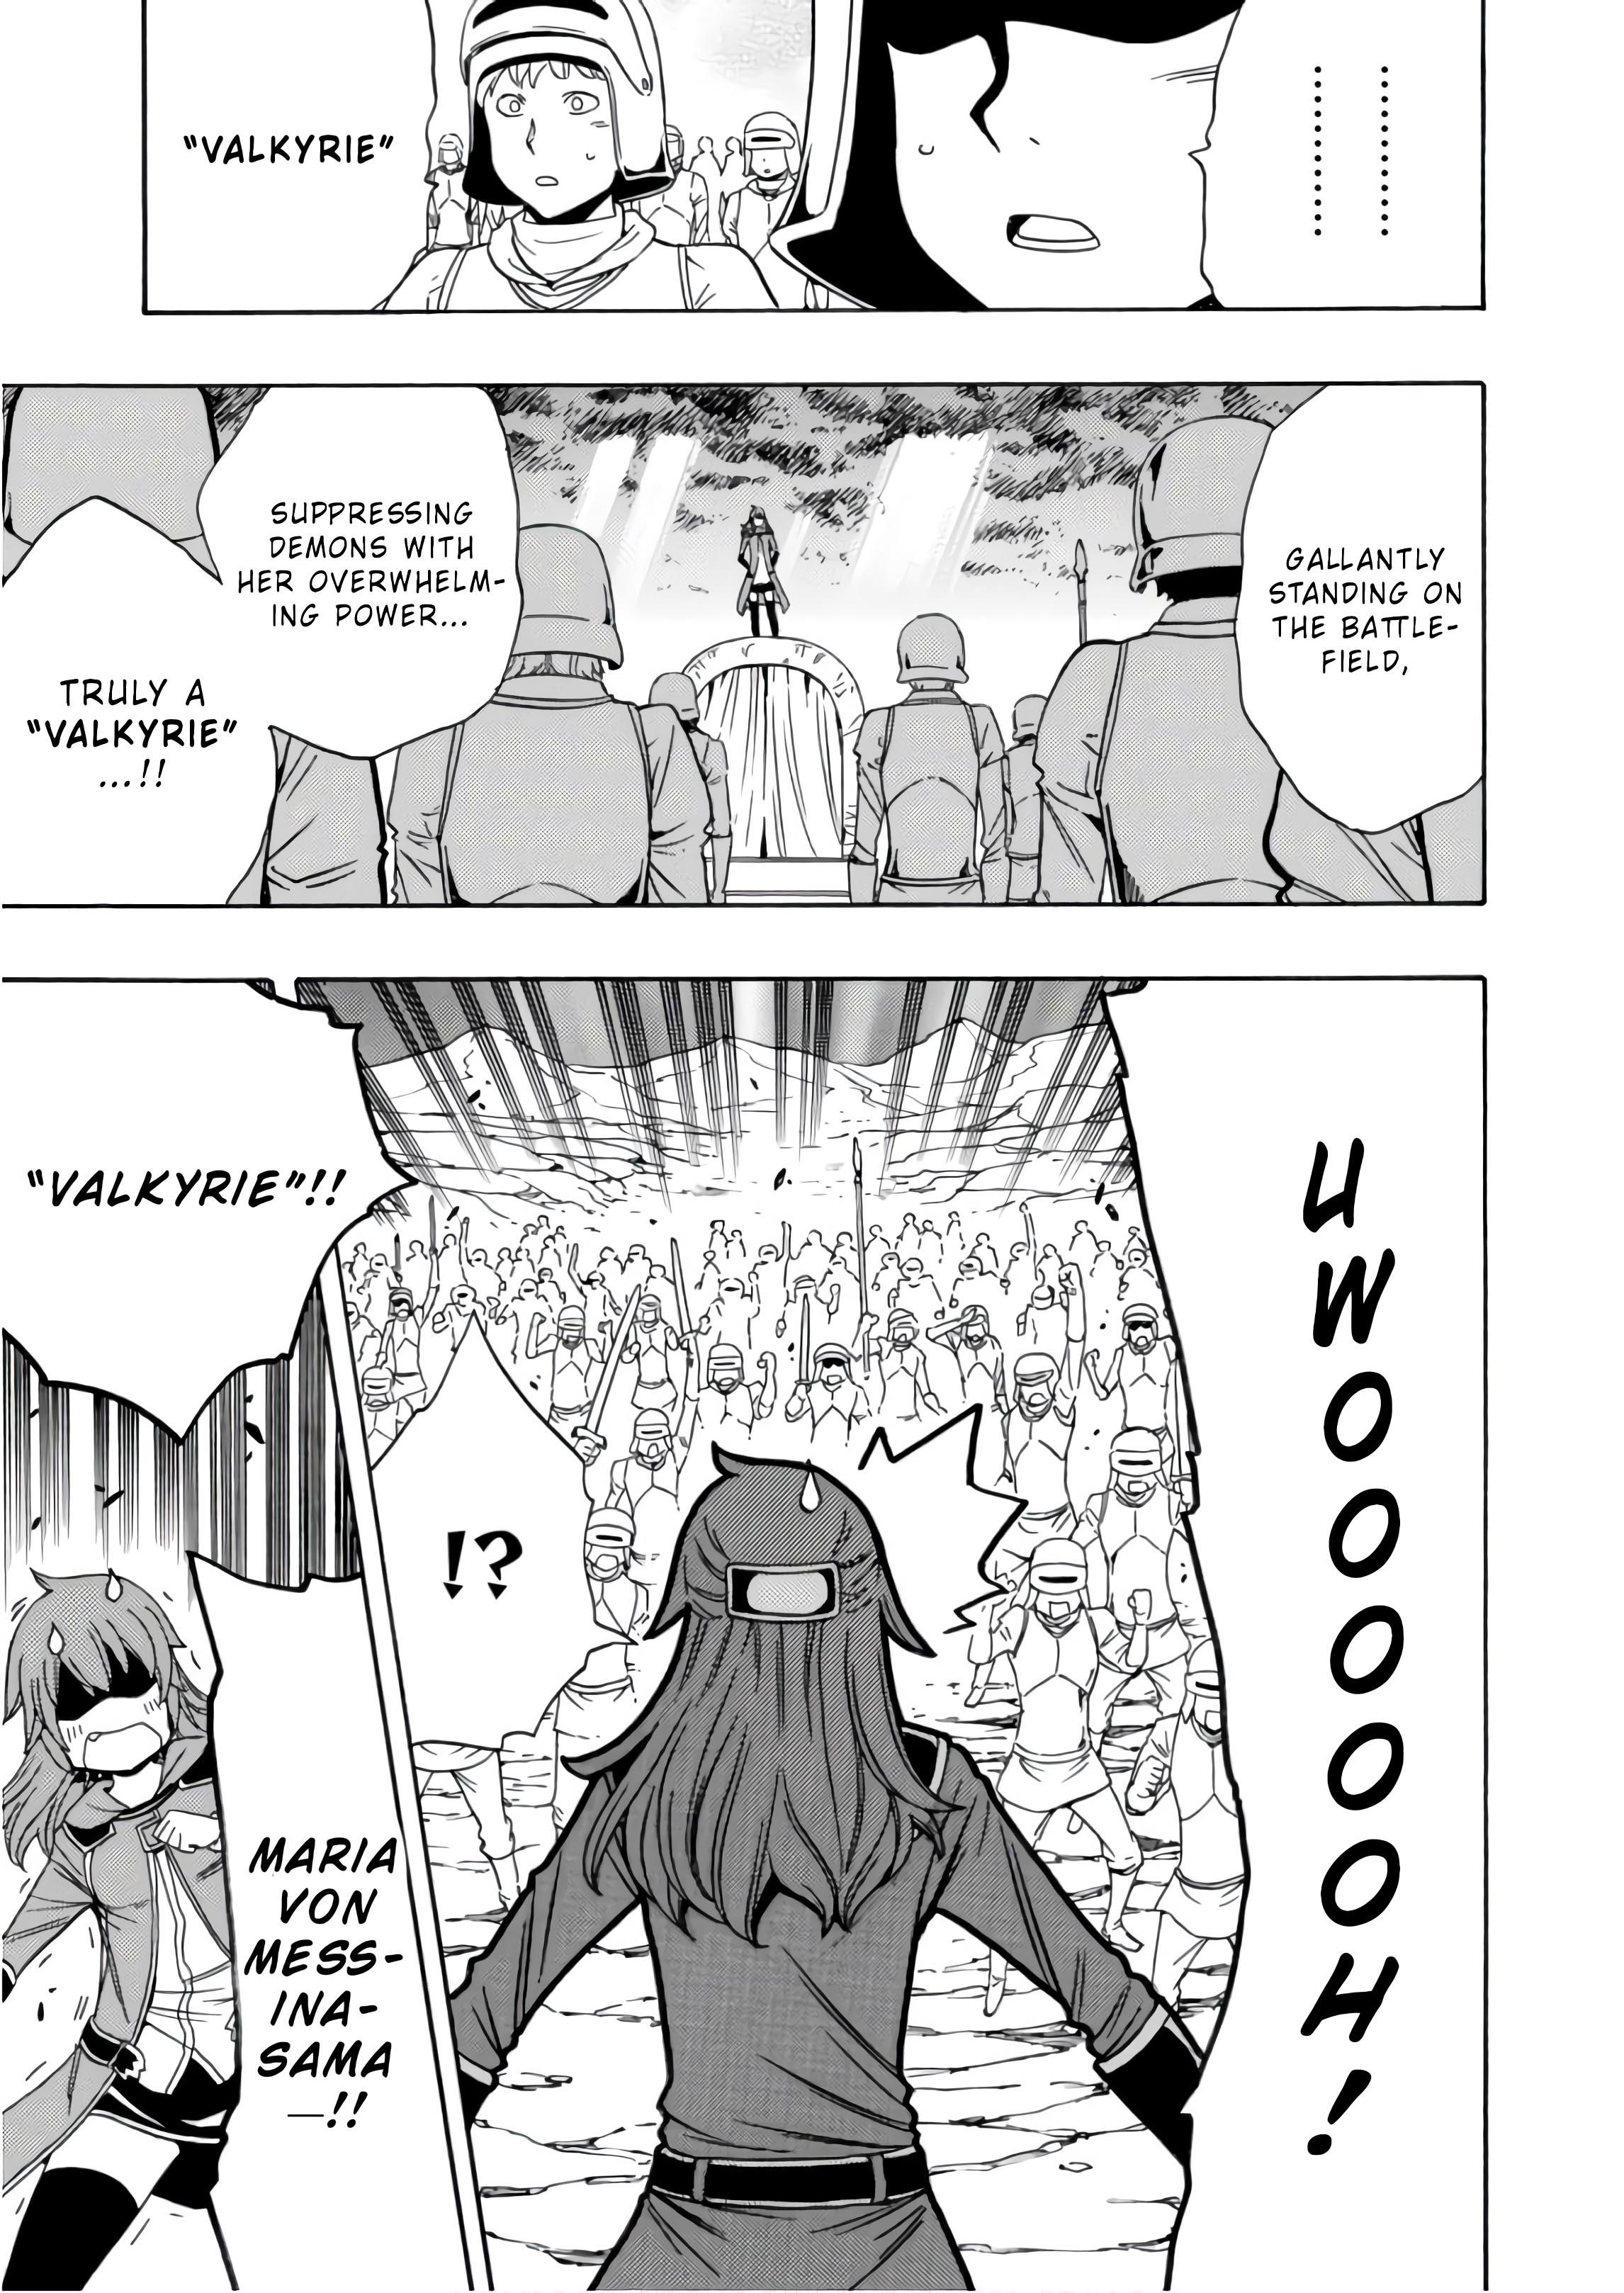 ⋯⋯⋯
⋯⋯⋯
"VALKYRIE"
GALLANTLY
STANDING ON
THE BATTLE-
FIELD,
SUPPRESSING
DEMONS WITH
HER OVERWHELM-
ING POWER...
TRULY A
"VALKYRIE"
...!!
UWOOOOOH!
!?
"VALKYRIE"!!
MARIA
VON
MESS-
INA-
SAMA
—!!